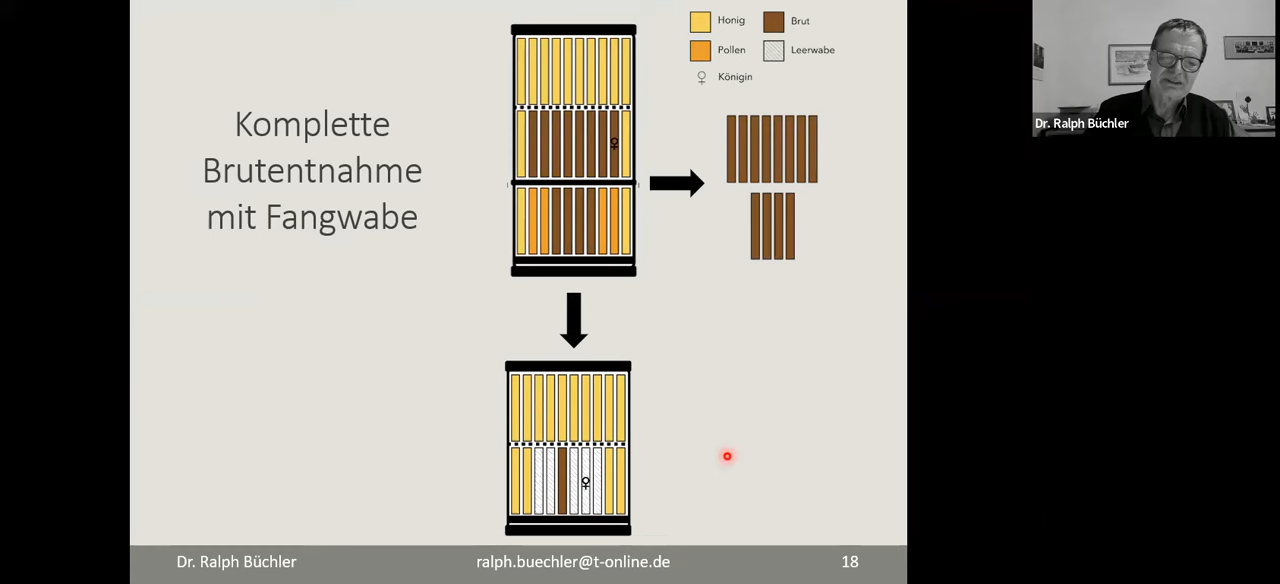 Komplette
Brutentnahme
mit Fangwabe
Honig
Brut
Pollen
Leerwabe
♀ Königin
Dr. Ralph Büchler
Dr. Ralph Büchler
ralph.buechler@t-online.de
18